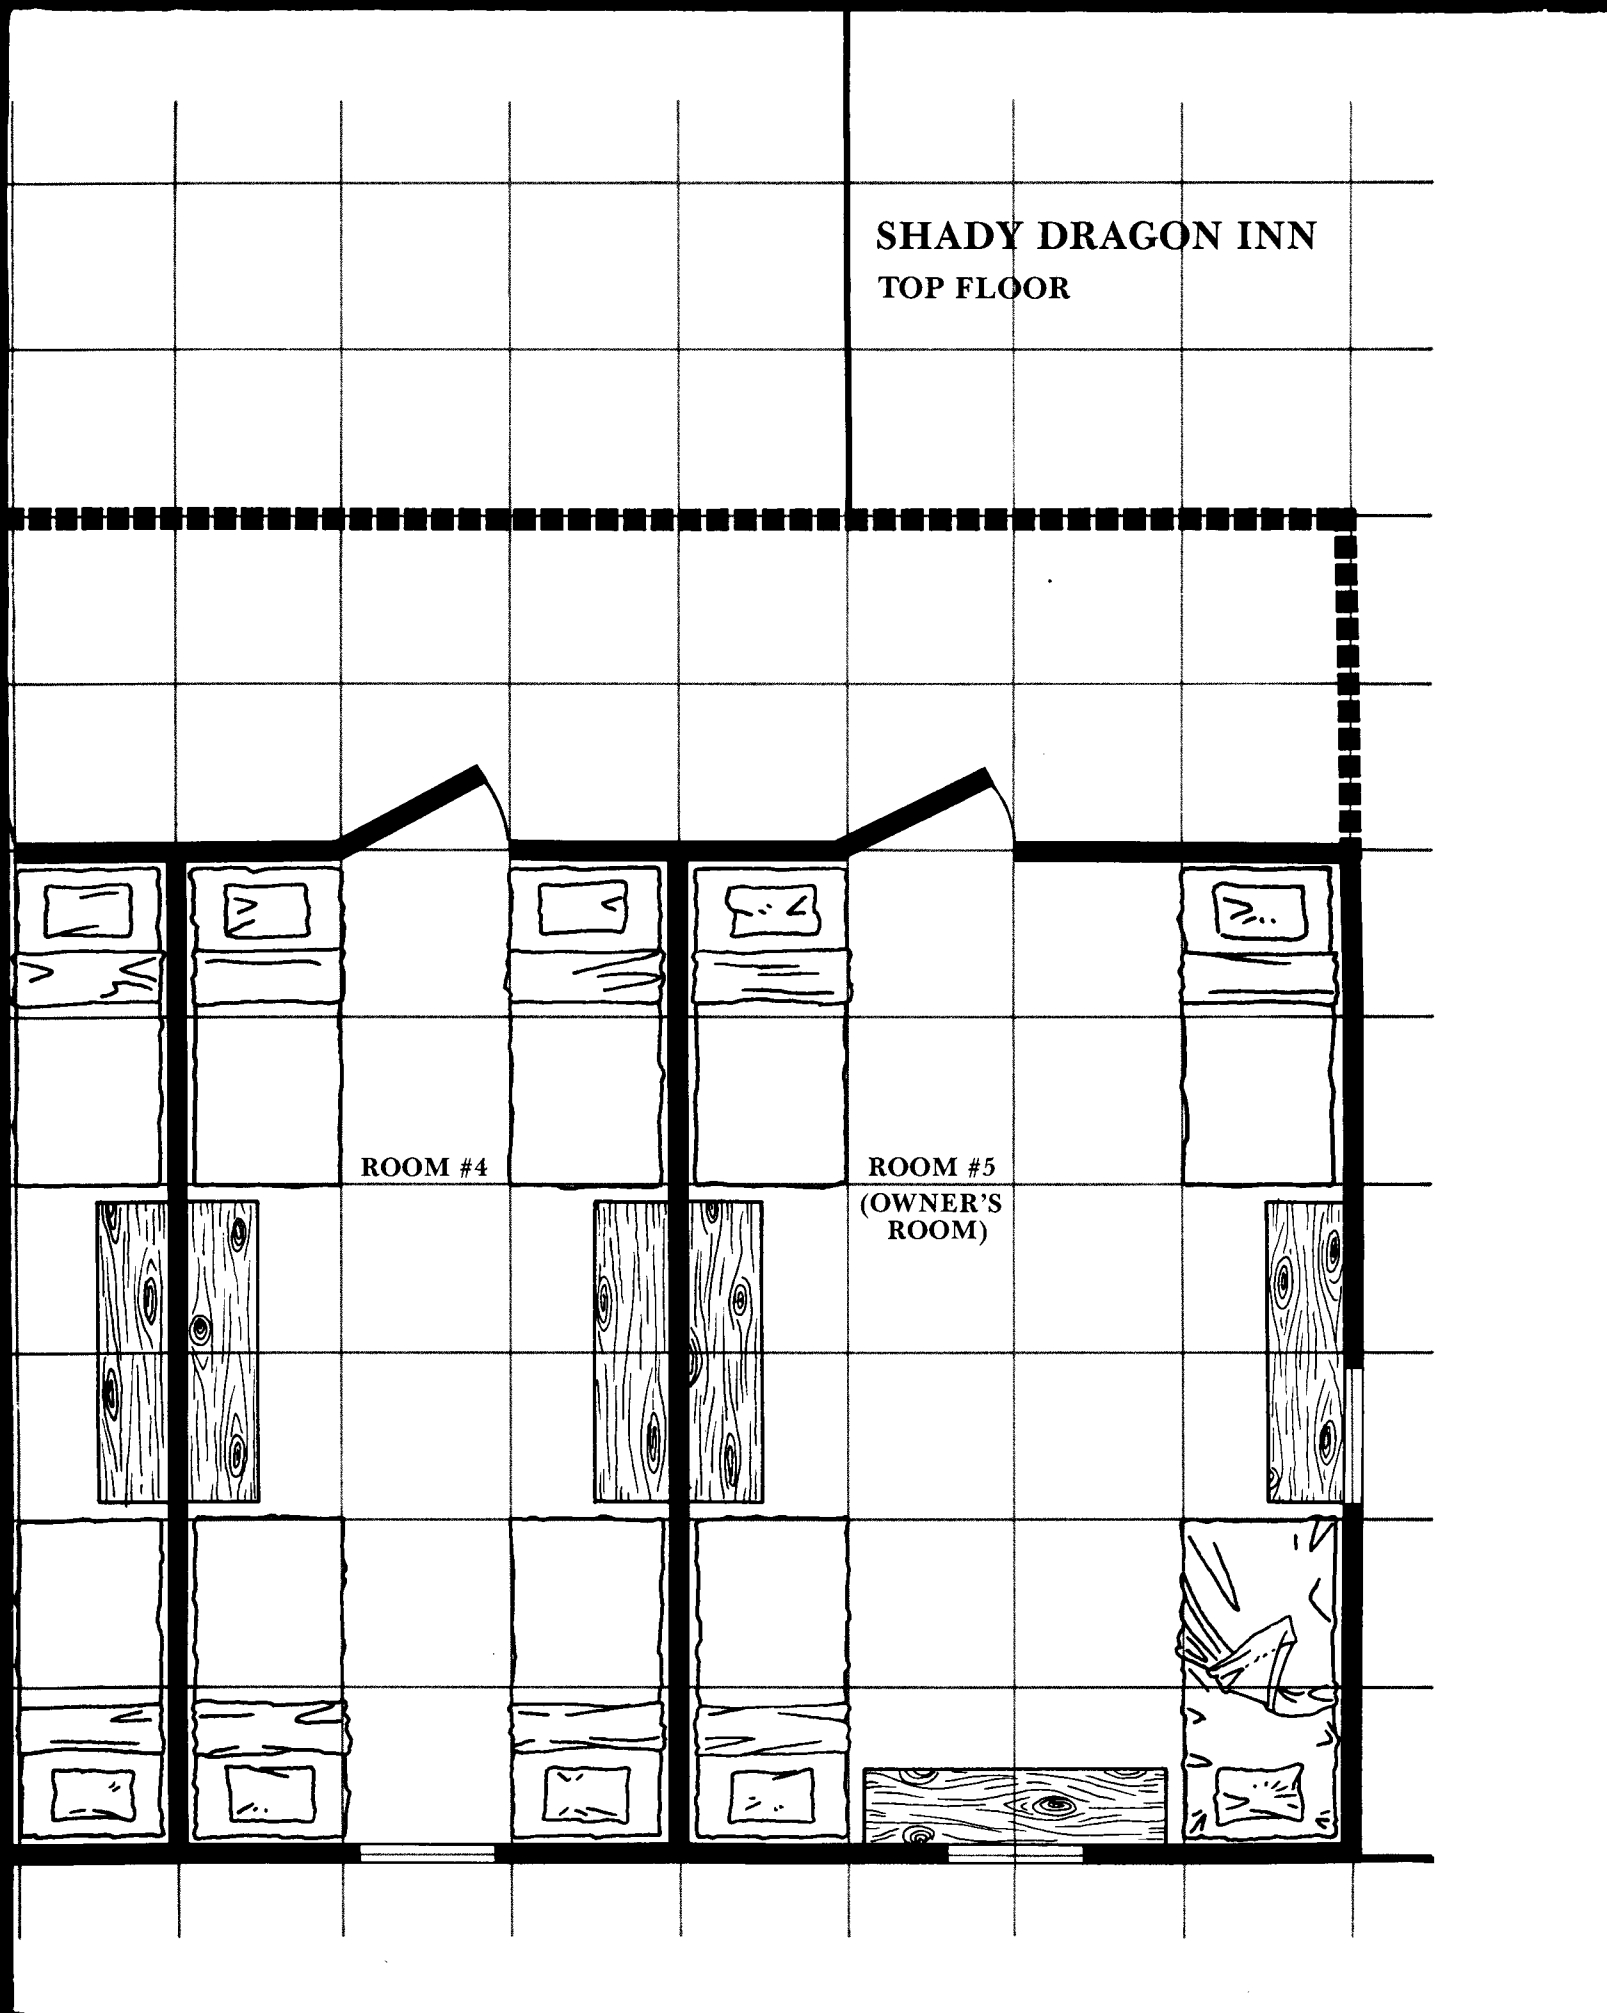 SHADY DRAGON INN
TOP FLOOR
ROOM #4
ROOM #5
(OWNER'S
ROOM)